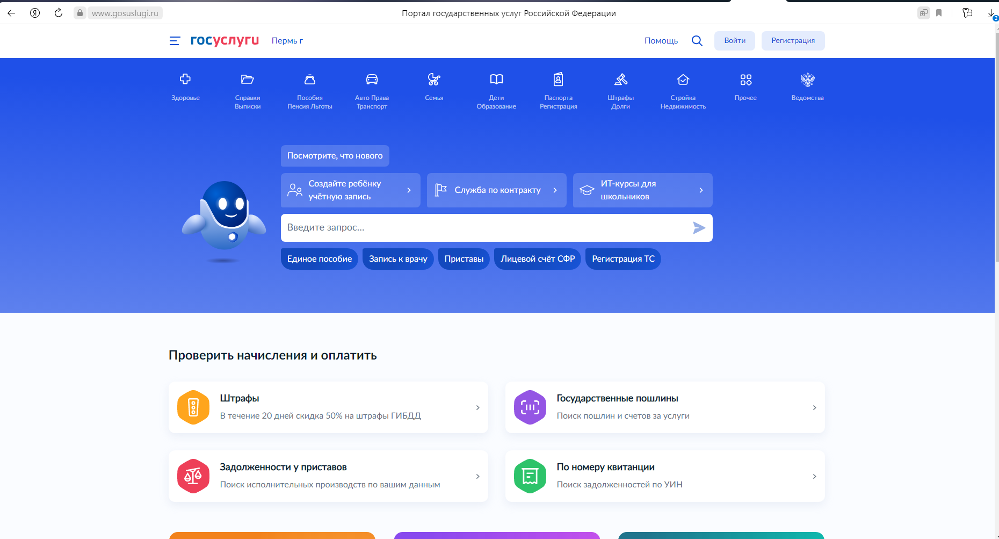 www.gosuslugi.ru
Портал государственных услуг Российской Федерации
2
госуслуги
Пермь г
Помощь
Войти
Регистрация
Здоровье
Справки
Выписки
Пособия
Пенсия Льготы
Авто Права
Транспорт
Семья
Дети
Образование
Паспорта
Регистрация
Штрафы
Долги
Стройка
Недвижимость
Прочее
Ведомства
Посмотрите, что нового
Создайте ребёнку
учётную запись
Служба по контракту
ИТ-курсы для
школьников
Введите запрос...
Единое пособие
Запись к врачу
Приставы
Лицевой счёт СФР
Регистрация ТС
Проверить начисления и оплатить
Штрафы
В течение 20 дней скидка 50% на штрафы ГИБДД
Государственные пошлины
Поиск пошлин и счетов за услуги
Задолженности у приставов
Поиск исполнительных производств по вашим данным
По номеру квитанции
Поиск задолженностей по УИН